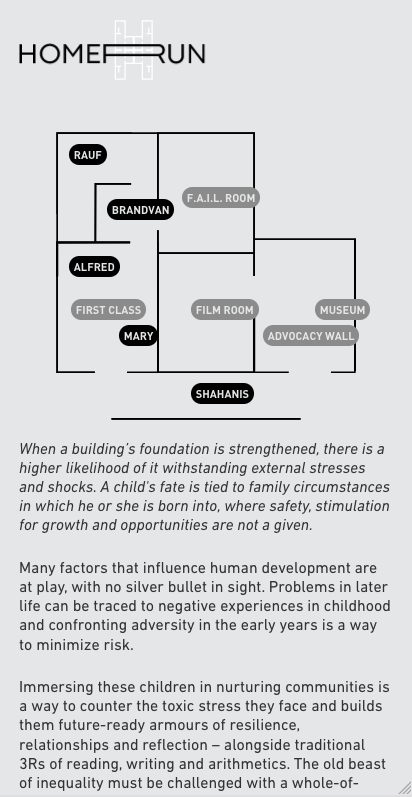 HOME RUN
RAUF
F.A.I.L. ROOM
BRANDVAN
ALFRED
FIRST CLASS
FILM ROOM
MUSEUM
MARY
ADVOCACY WALL
SHAHANIS
When a building's foundation is strengthened, there is a
higher likelihood of it withstanding external stresses
and shocks. A child's fate is tied to family circumstances
in which he or she is born into, where safety, stimulation
for growth and opportunities are not a given.
Many factors that influence human development are
at play, with no silver bullet in sight. Problems in later
life can be traced to negative experiences in childhood
and confronting adversity in the early years is a way
to minimize risk.
Immersing these children in nurturing communities is
a way to counter the toxic stress they face and builds
them future-ready armours of resilience,
relationships and reflection – alongside traditional
3Rs of reading, writing and arithmetics. The old beast
of inequality must be challenged with a whole-of-